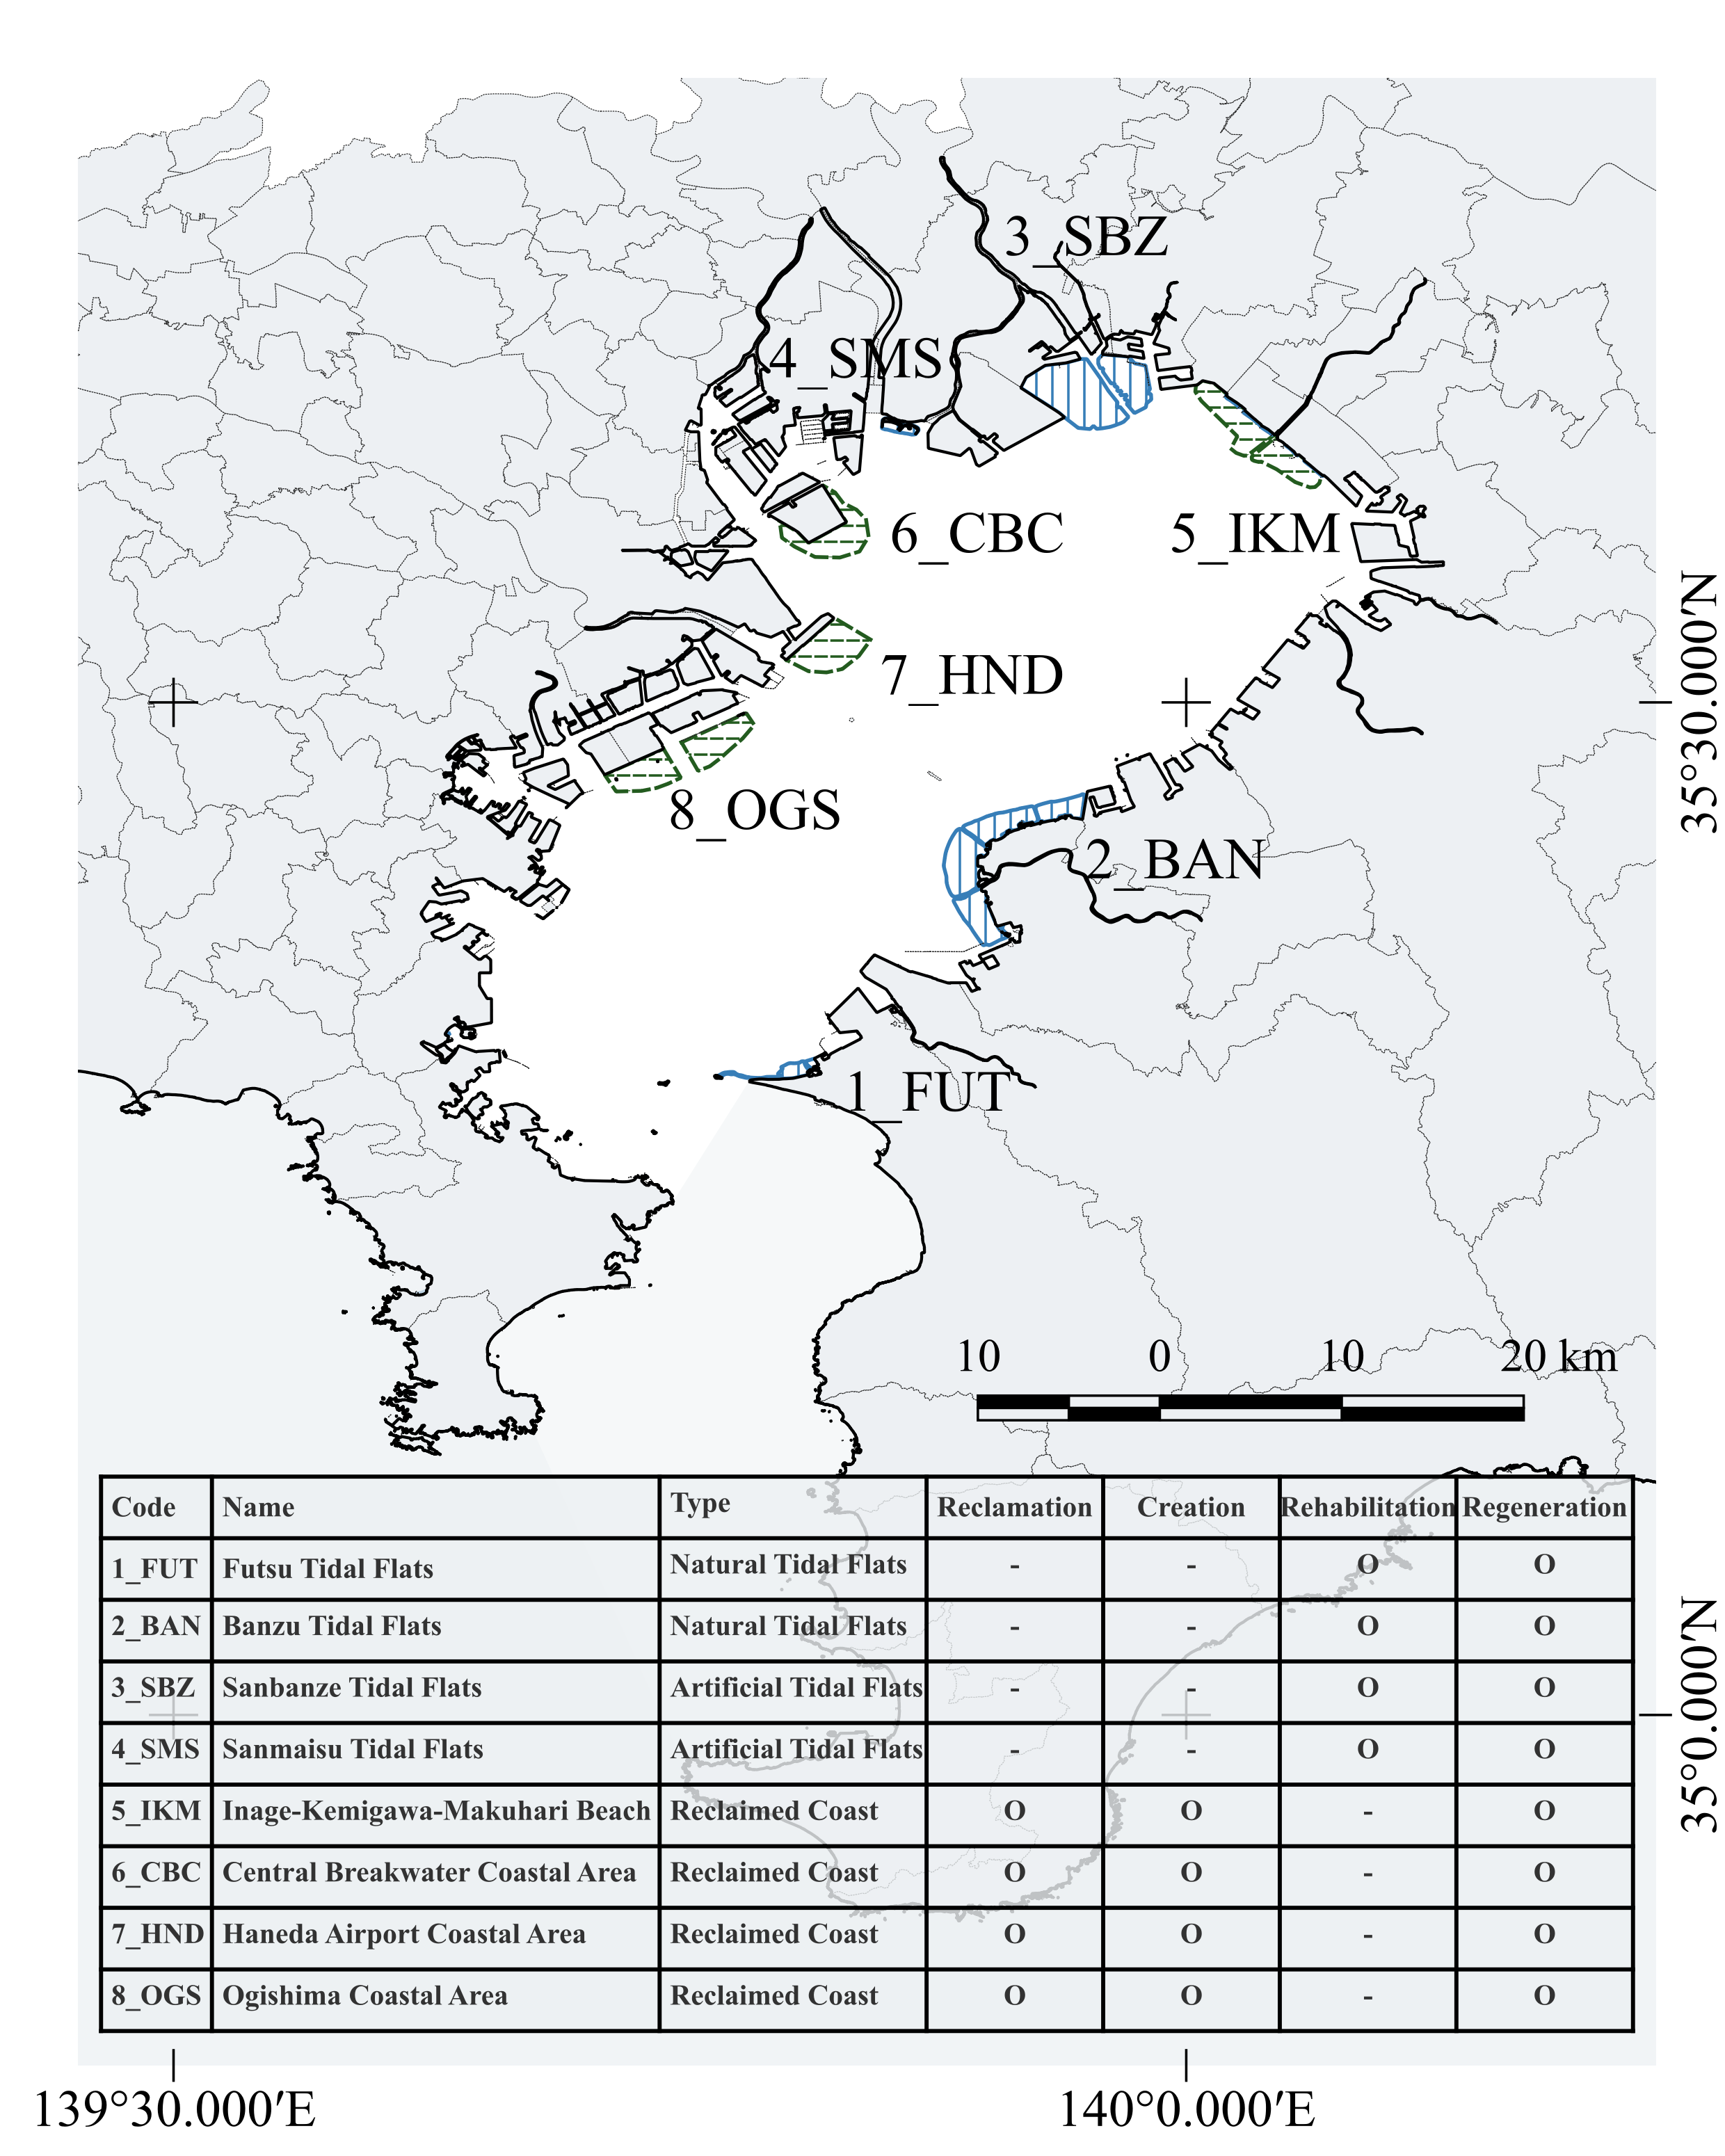 3_SBZ
4_SMS
6_CBC
5_IKM
7_HND
35°30.000′N
8_OGS
2_BAN
1_FUT
10 0 10 20 km
Code Name Type Reclamation Creation Rehabilitation Regeneration
1_FUT Futsu Tidal Flats Natural Tidal Flats - - O O
2_BAN Banzu Tidal Flats Natural Tidal Flats - - O O
3_SBZ Sanbanze Tidal Flats Artificial Tidal Flats - - O O
4_SMS Sanmaisu Tidal Flats Artificial Tidal Flats - - O O
5_IKM Inage-Kemigawa-Makuhari Beach Reclaimed Coast O O - O
6_CBC Central Breakwater Coastal Area Reclaimed Coast O O - O
7_HND Haneda Airport Coastal Area Reclaimed Coast O O - O
8_OGS Ogishima Coastal Area Reclaimed Coast O O - O
35°0.000′N
139°30.000′E 140°0.000′E